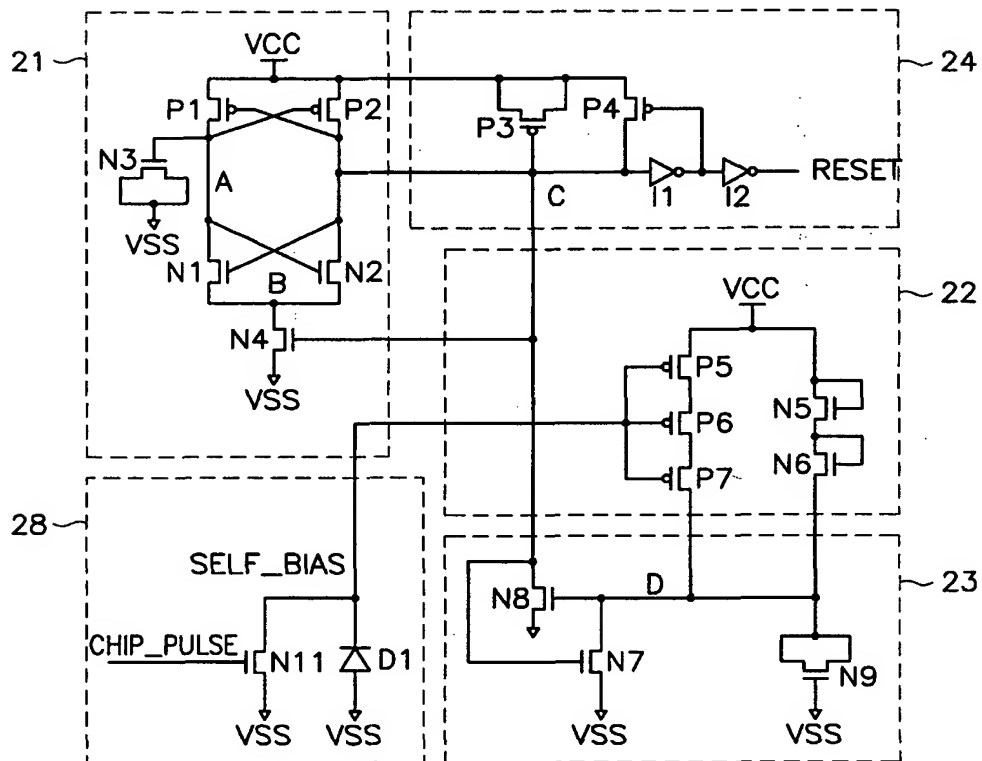 21
VCC
24
P1
P2
P3
P4
N3
A
C
I1
I2
RESET
VSS
N1
B
N2
VCC
22
N4
P5
VSS
N5
P6
N6
P7
28
SELF_BIAS
N8
D
23
CHIP_PULSE
N11
D1
N7
N9
VSS
VSS
VSS
VSS